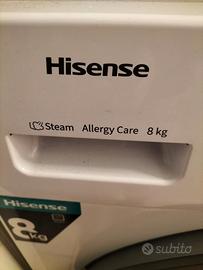 Hisense
Steam Allergy Care 8 kg
Hisense
8
kg
subito